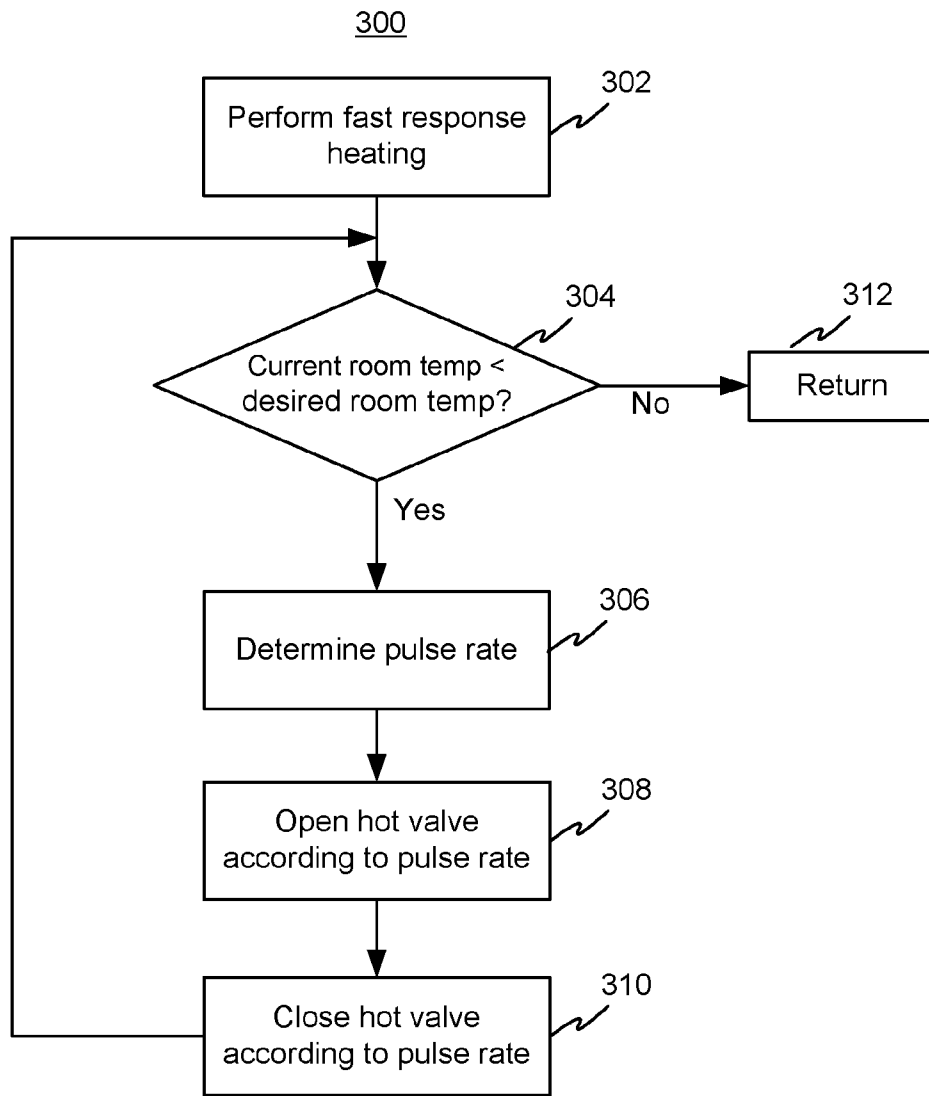 300
302
Perform fast response
heating
304
Current room temp <
desired room temp?
312
Return
No
Yes
306
Determine pulse rate
308
Open hot valve
according to pulse rate
310
Close hot valve
according to pulse rate